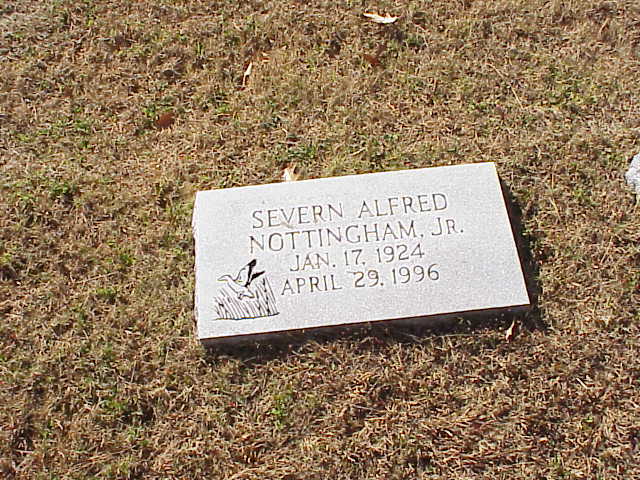 SEVERN ALFRED
NOTTINGHAM, JR.
JAN. 17, 1924
APRIL 29, 1996